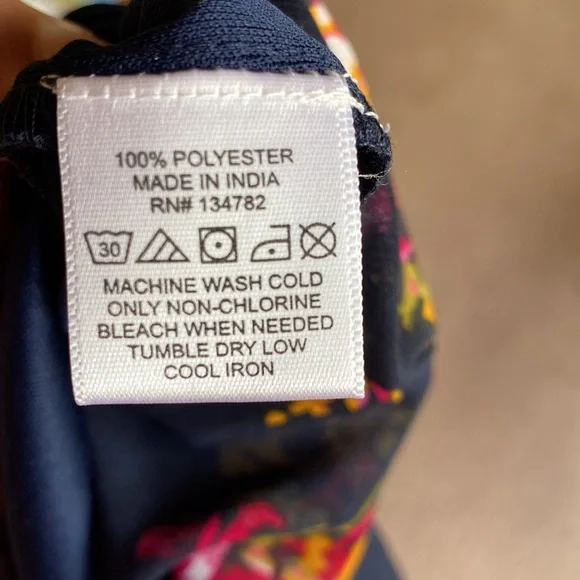 100% POLYESTER
MADE IN INDIA
RN# 134782
30
MACHINE WASH COLD
ONLY NON-CHLORINE
BLEACH WHEN NEEDED
TUMBLE DRY LOW
COOL IRON